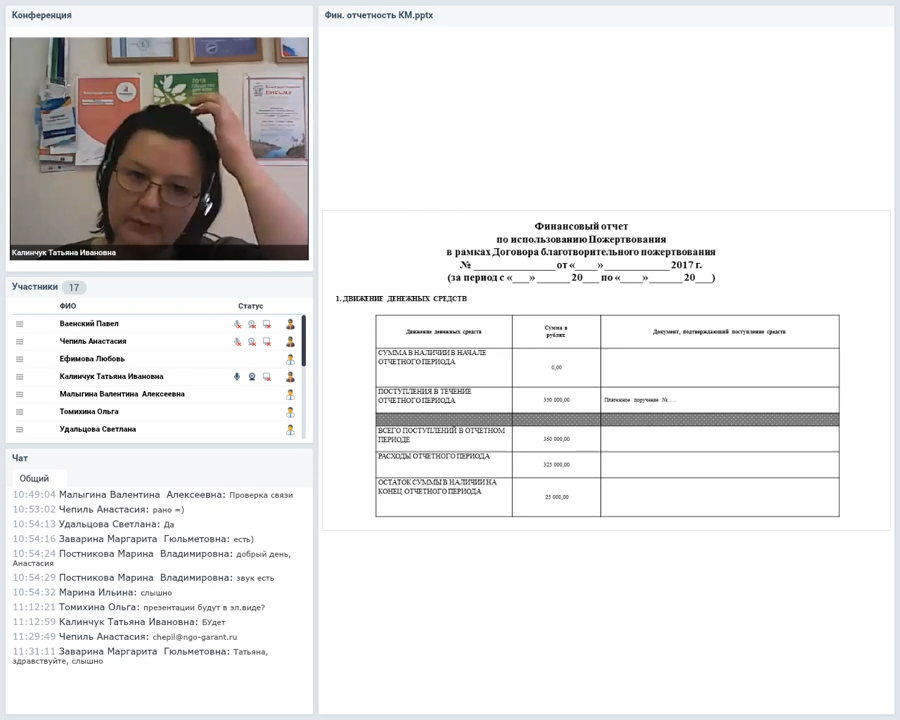 Конференция
Калинчук Татьяна Ивановна
Участники 17
ФИО Статус
Ваенский Павел
Чепиль Анастасия
Ефимова Любовь
Калинчук Татьяна Ивановна
Малыгина Валентина Алексеевна
Томихина Ольга
Удальцова Светлана
Чат
Общий
10:49:04 Малыгина Валентина Алексеевна: Проверка связи
10:53:02 Чепиль Анастасия: рано =)
10:54:13 Удальцова Светлана: Да
10:54:16 Заварина Маргарита Гюльметовна: есть)
10:54:24 Постникова Марина Владимировна: добрый день,
Анастасия
10:54:29 Постникова Марина Владимировна: звук есть
10:54:32 Марина Ильина: слышно
11:12:21 Томихина Ольга: презентации будут в эл.виде?
11:12:59 Калинчук Татьяна Ивановна: БУдет
11:29:49 Чепиль Анастасия: chepil@ngo-garant.ru
11:31:11 Заварина Маргарита Гюльметовна: Татьяна,
здравствуйте, слышно
Фин. отчетность КМ.pptx
Финансовый отчет
по использованию Пожертвования
в рамках Договора благотворительного пожертвования
№ ______________ от «____»____________ 2017 г.
(за период с «____» ______ 20___ по «____»______ 20___)
1. ДВИЖЕНИЕ ДЕНЕЖНЫХ СРЕДСТВ
Движение денежных средств
Сумма в
рублях
Документ, подтверждающий поступление средств
СУММА В НАЛИЧИИ В НАЧАЛЕ
ОТЧЕТНОГО ПЕРИОДА
0,00
ПОСТУПЛЕНИЯ В ТЕЧЕНИЕ
ОТЧЕТНОГО ПЕРИОДА
350 000,00
Платежное поручение №.....
ВСЕГО ПОСТУПЛЕНИЙ В ОТЧЕТНОМ
ПЕРИОДЕ
350 000,00
РАСХОДЫ ОТЧЕТНОГО ПЕРИОДА
325 000,00
ОСТАТОК СУММЫ В НАЛИЧИИ НА
КОНЕЦ ОТЧЕТНОГО ПЕРИОДА
25 000,00